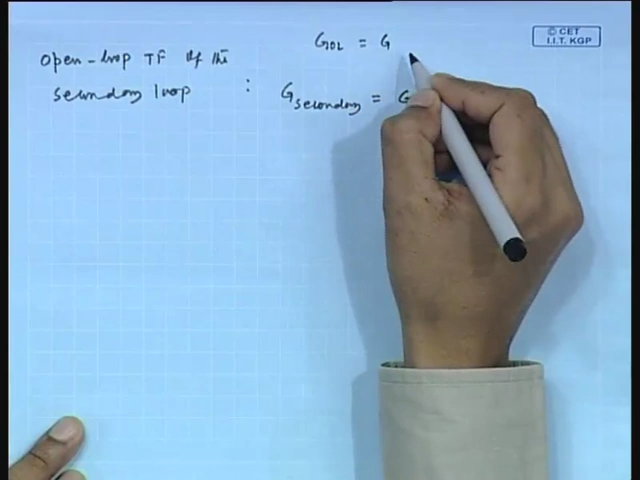 G_OL = G
© CET
I.I.T. KGP
open-loop TF of the
secondary loop : G_secondary = G